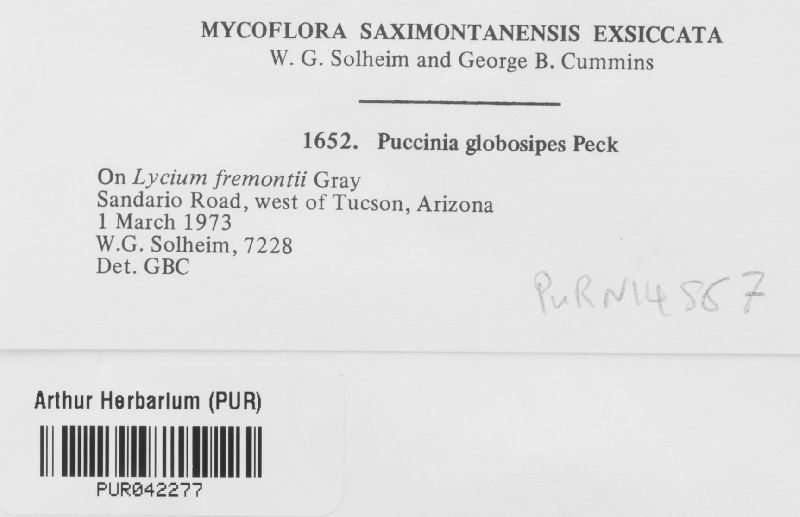 MYCOFLORA SAXIMONTANENSIS EXSICCATA
W. G. Solheim and George B. Cummins
1652. Puccinia globosipes Peck
On Lycium fremontii Gray
Sandario Road, west of Tucson, Arizona
1 March 1973
W.G. Solheim, 7228
Det. GBC
PURN14567
Arthur Herbarium (PUR)
PUR042277